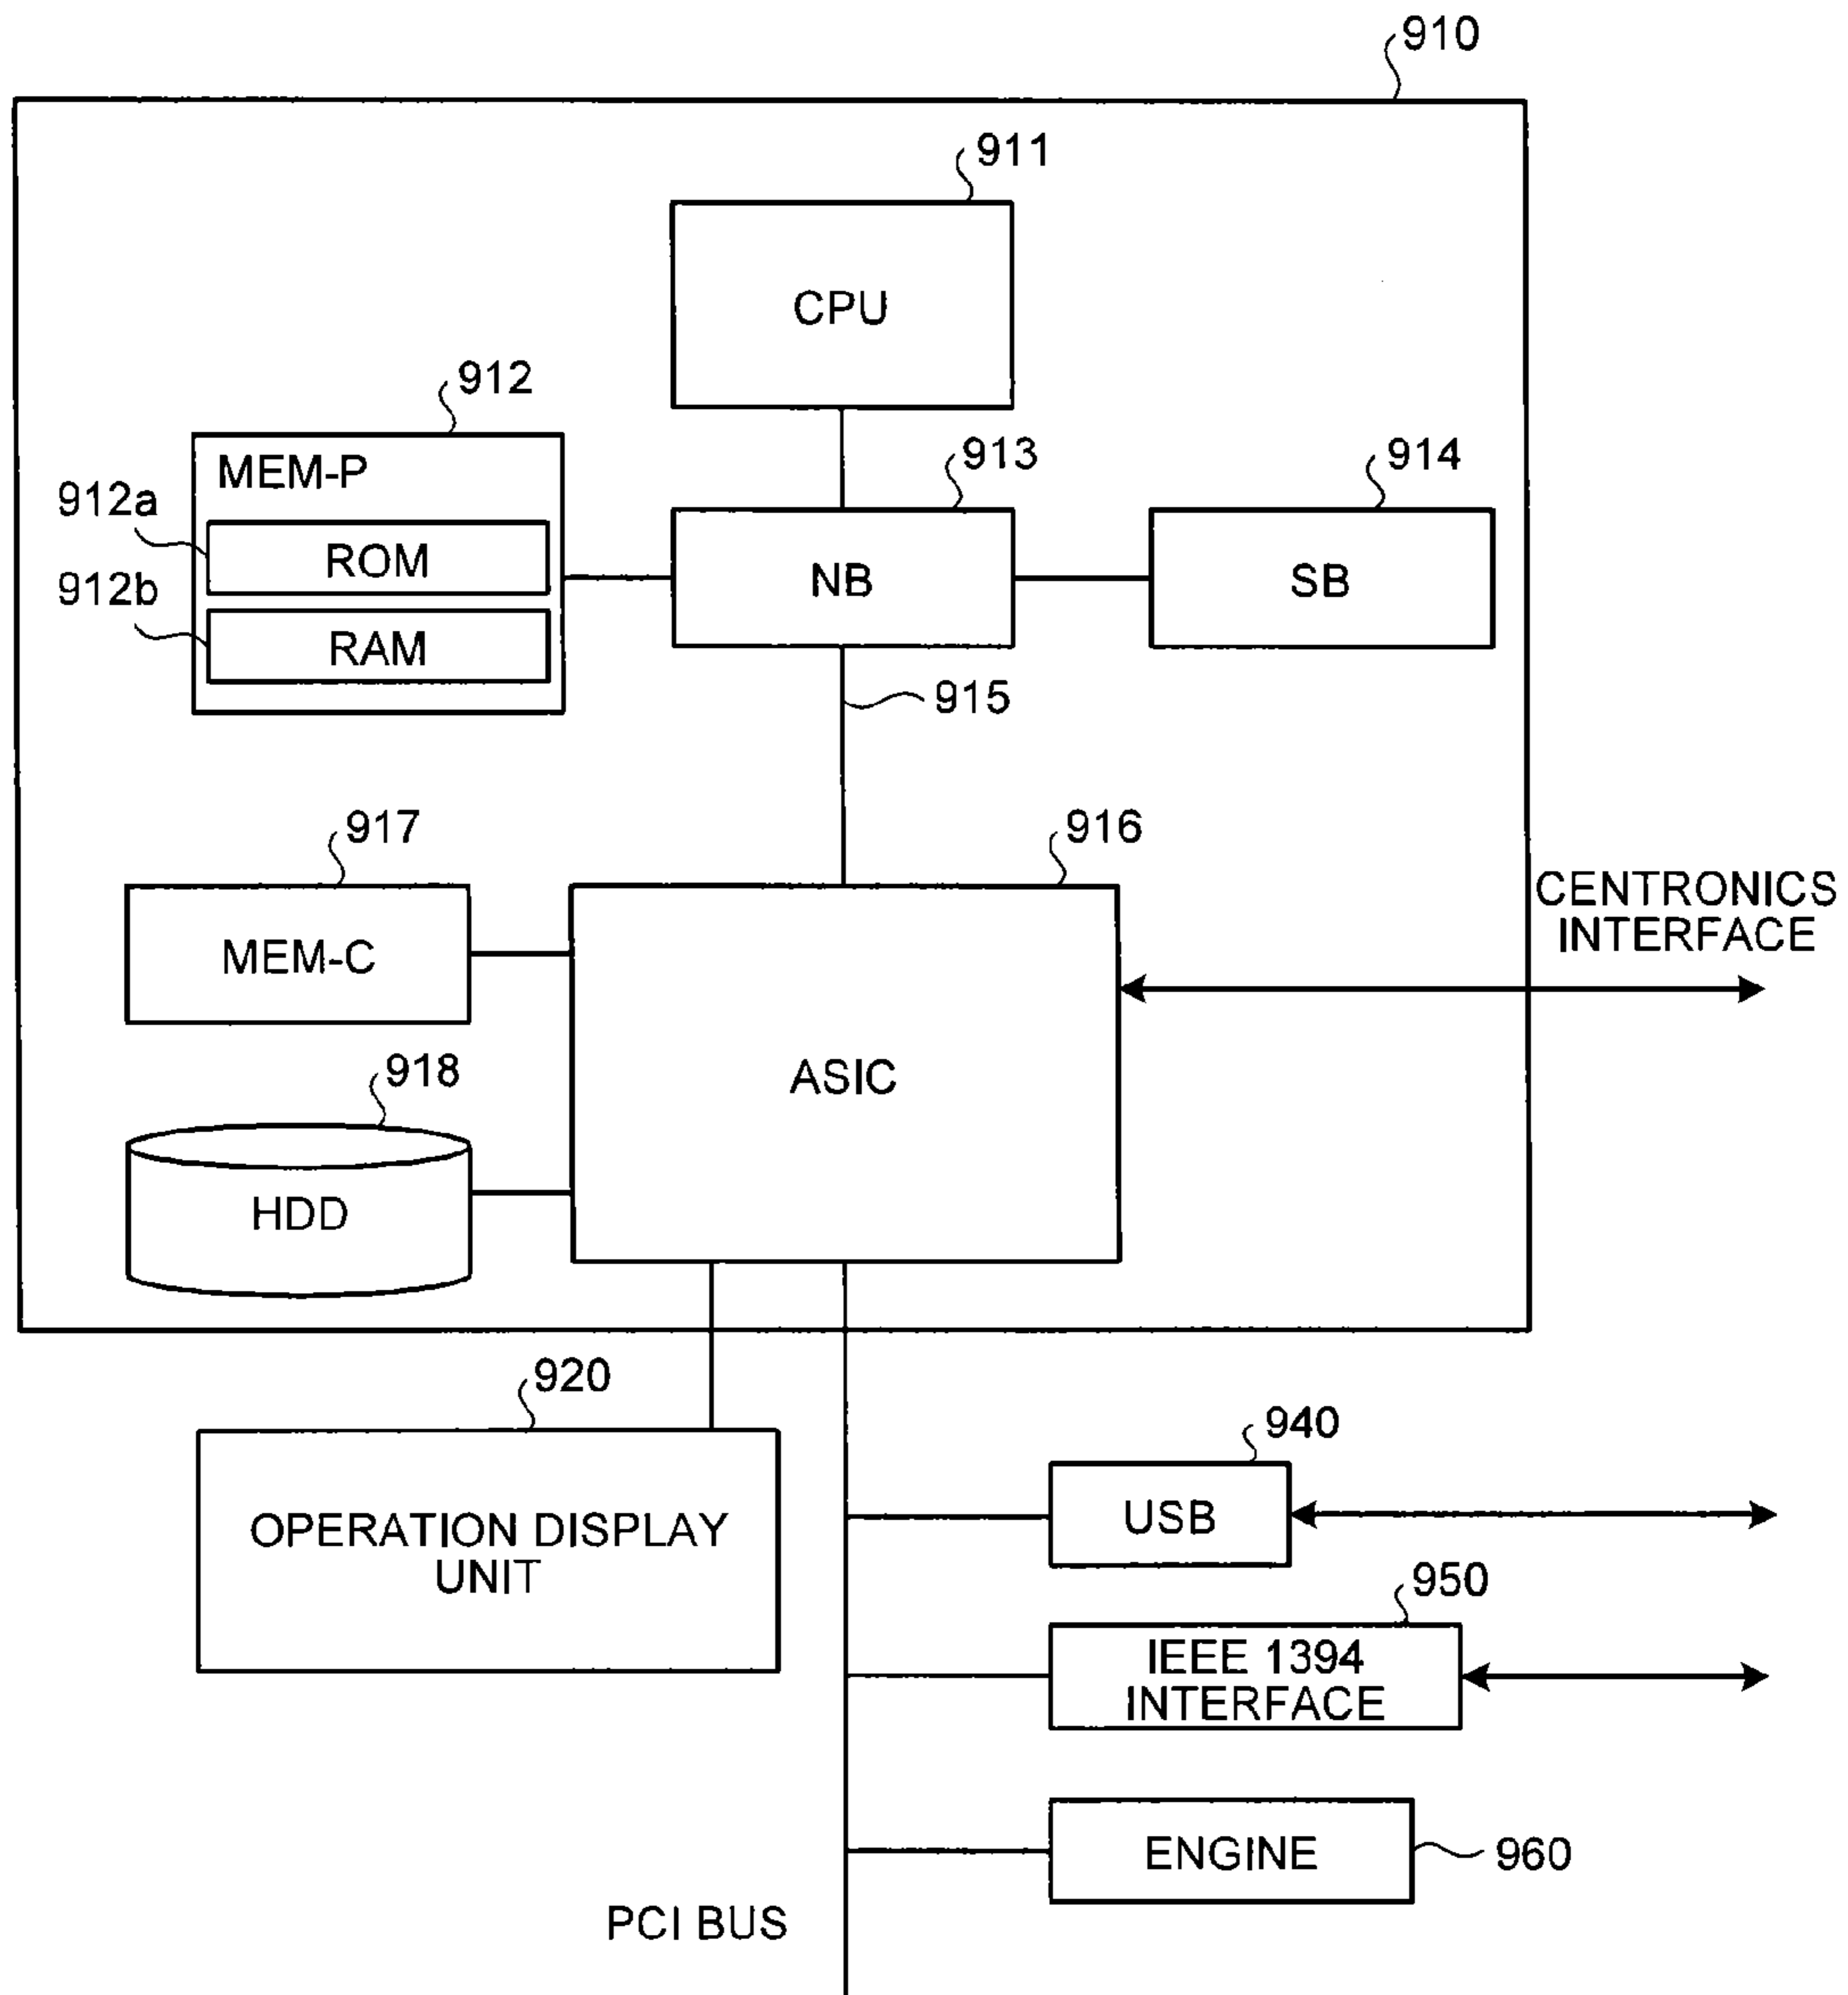 910
911
CPU
912
MEM-P
912a
ROM
912b
RAM
913
NB
914
SB
915
917
MEM-C
916
ASIC
CENTRONICS
INTERFACE
918
HDD
920
OPERATION DISPLAY
UNIT
940
USB
950
IEEE 1394
INTERFACE
ENGINE
960
PCI BUS